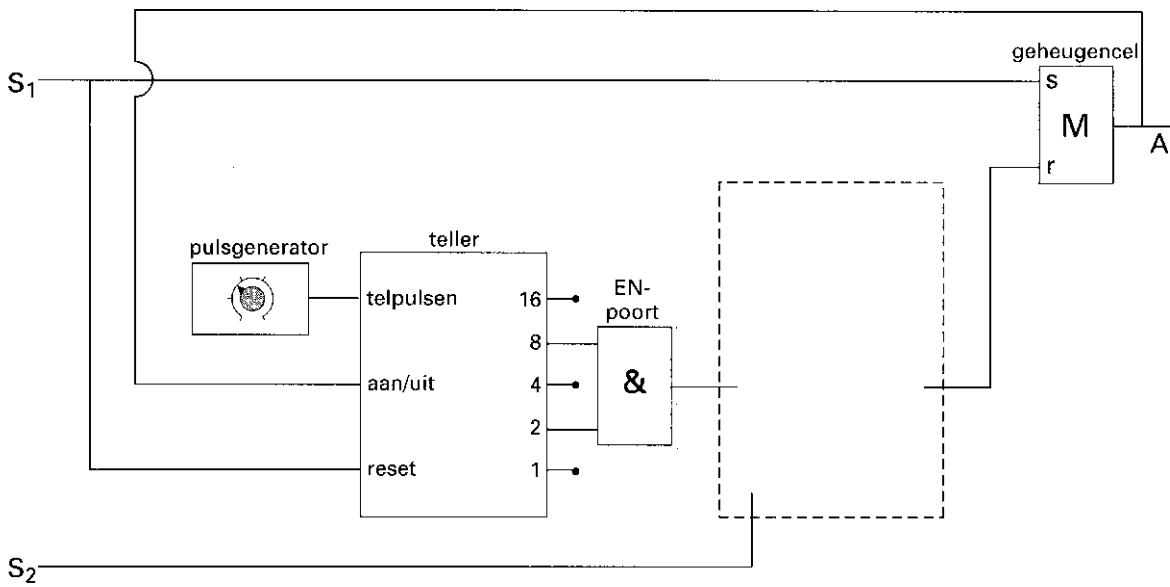 geheugencel
S1
s
M
A
r
teller
pulsgenerator
EN-
poort
telpulsen
16
8
&
aan/uit
4
2
reset
1
S2